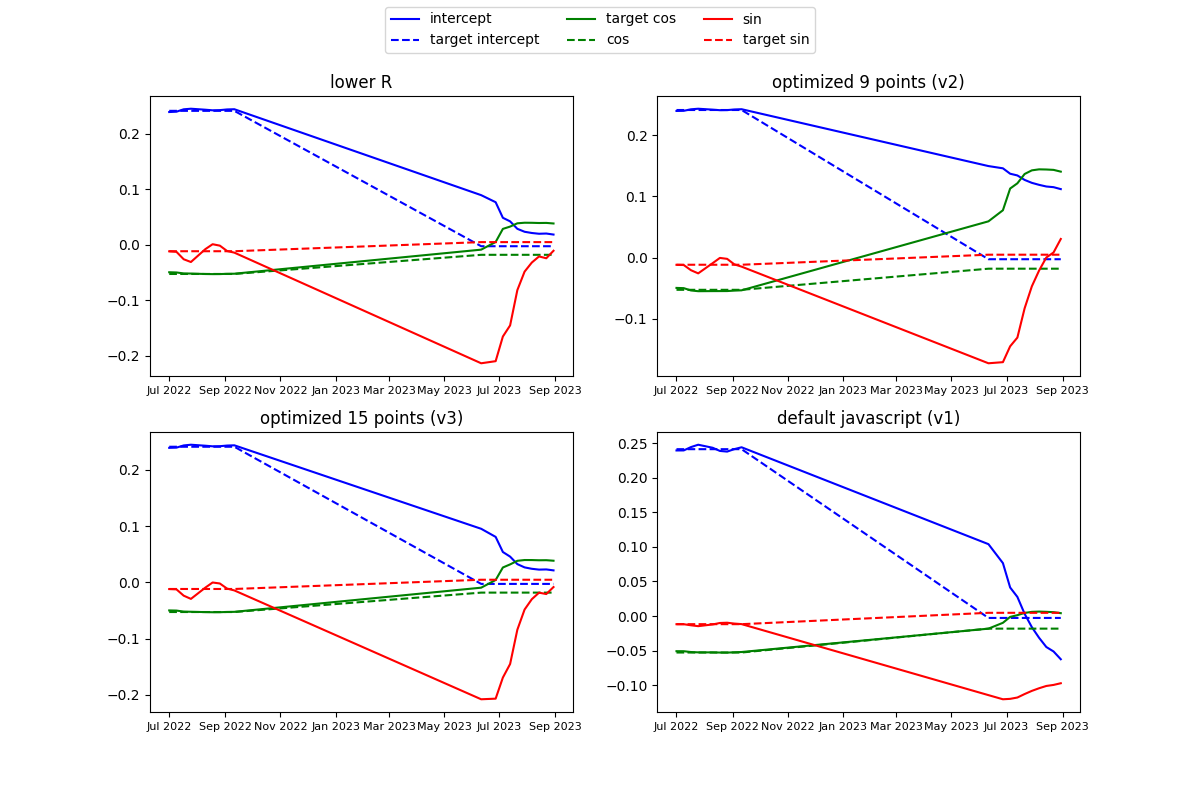 intercept target cos sin
target intercept cos target sin
lower R
0.2
0.1
0.0
−0.1
−0.2
Jul 2022 Sep 2022 Nov 2022 Jan 2023 Mar 2023 May 2023 Jul 2023 Sep 2023
optimized 9 points (v2)
0.2
0.1
0.0
−0.1
Jul 2022 Sep 2022 Nov 2022 Jan 2023 Mar 2023 May 2023 Jul 2023 Sep 2023
optimized 15 points (v3)
0.2
0.1
0.0
−0.1
−0.2
Jul 2022 Sep 2022 Nov 2022 Jan 2023 Mar 2023 May 2023 Jul 2023 Sep 2023
default javascript (v1)
0.25
0.20
0.15
0.10
0.05
0.00
−0.05
−0.10
Jul 2022 Sep 2022 Nov 2022 Jan 2023 Mar 2023 May 2023 Jul 2023 Sep 2023